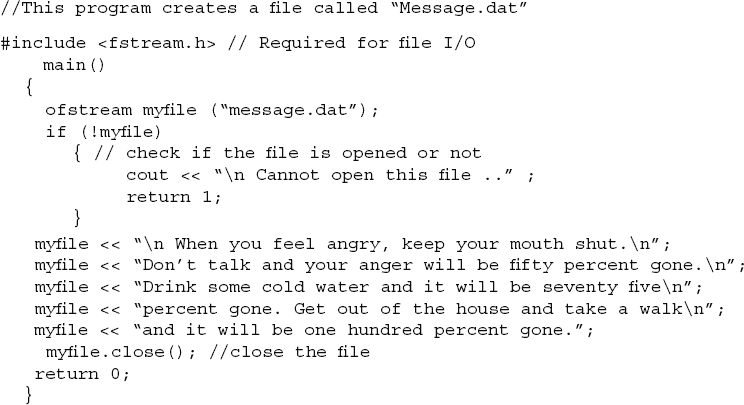 //This program creates a file called “Message.dat”
#include <fstream.h> // Required for file I/O
main()
{
ofstream myfile (“message.dat”);
if (!myfile)
{ // check if the file is opened or not
cout << “\n Cannot open this file ..” ;
return 1;
}
myfile << “\n When you feel angry, keep your mouth shut.\n”;
myfile << “Don’t talk and your anger will be fifty percent gone.\n”;
myfile << “Drink some cold water and it will be seventy five\n”;
myfile << “percent gone. Get out of the house and take a walk\n”;
myfile << “and it will be one hundred percent gone.”;
myfile.close(); //close the file
return 0;
}